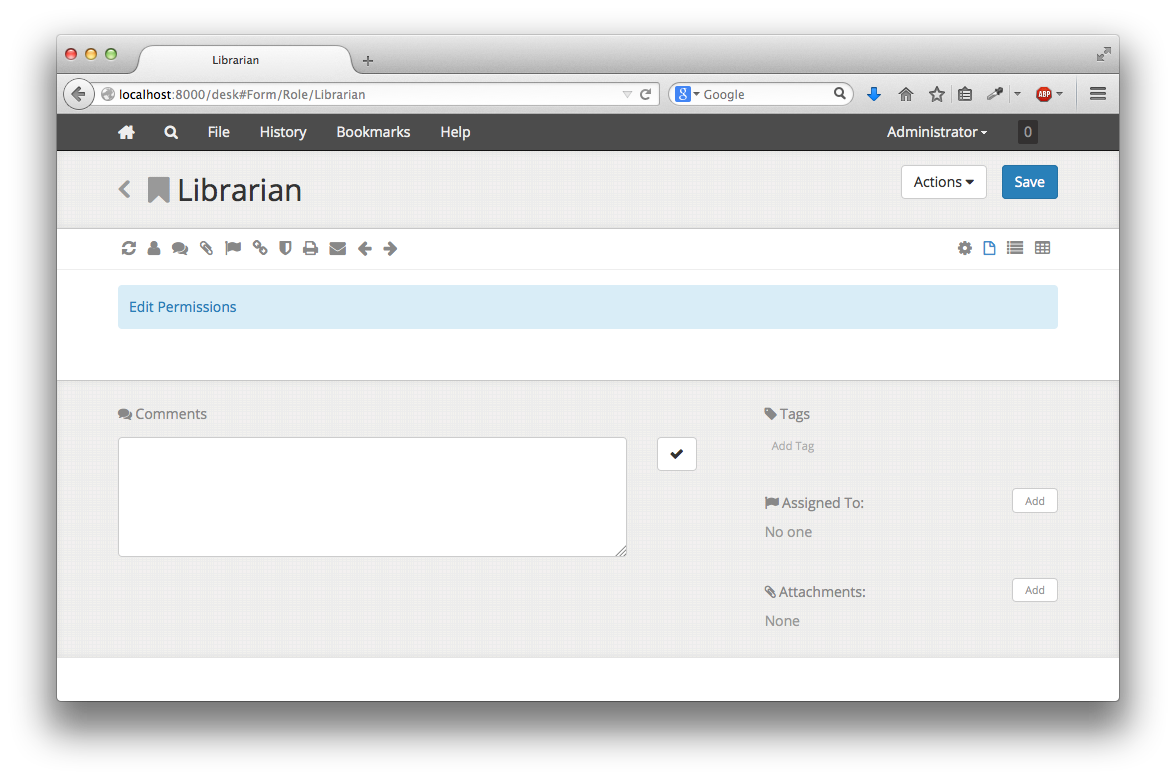 Librarian
localhost:8000/desk#Form/Role/Librarian
8
Google
ABP
File History Bookmarks Help Administrator 0
Librarian
Actions Save
Edit Permissions
Comments
Tags
Add Tag
Assigned To: Add
No one
Attachments: Add
None